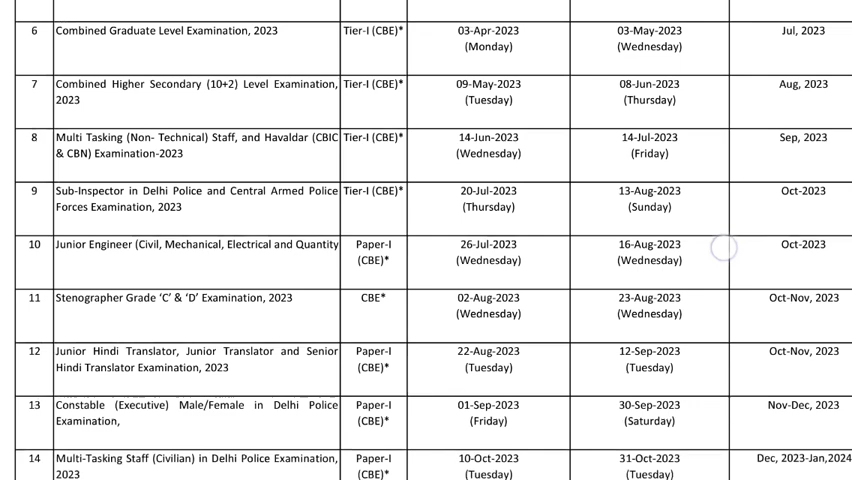 6 Combined Graduate Level Examination, 2023 Tier-I (CBE)* 03-Apr-2023 03-May-2023 Jul, 2023
(Monday) (Wednesday)
7 Combined Higher Secondary (10+2) Level Examination, Tier-I (CBE)* 09-May-2023 08-Jun-2023 Aug, 2023
2023 (Tuesday) (Thursday)
8 Multi Tasking (Non- Technical) Staff, and Havaldar (CBIC Tier-I (CBE)* 14-Jun-2023 14-Jul-2023 Sep, 2023
& CBN) Examination-2023 (Wednesday) (Friday)
9 Sub-Inspector in Delhi Police and Central Armed Police Tier-I (CBE)* 20-Jul-2023 13-Aug-2023 Oct-2023
Forces Examination, 2023 (Thursday) (Sunday)
10 Junior Engineer (Civil, Mechanical, Electrical and Quantity Paper-I 26-Jul-2023 16-Aug-2023 Oct-2023
(CBE)* (Wednesday) (Wednesday)
11 Stenographer Grade ‘C’ & ‘D’ Examination, 2023 CBE* 02-Aug-2023 23-Aug-2023 Oct-Nov, 2023
(Wednesday) (Wednesday)
12 Junior Hindi Translator, Junior Translator and Senior Paper-I 22-Aug-2023 12-Sep-2023 Oct-Nov, 2023
Hindi Translator Examination, 2023 (CBE)* (Tuesday) (Tuesday)
13 Constable (Executive) Male/Female in Delhi Police Paper-I 01-Sep-2023 30-Sep-2023 Nov-Dec, 2023
Examination, (CBE)* (Friday) (Saturday)
14 Multi-Tasking Staff (Civilian) in Delhi Police Examination, Paper-I 10-Oct-2023 31-Oct-2023 Dec, 2023-Jan,2024
2023 (CBE)* (Tuesday) (Tuesday)